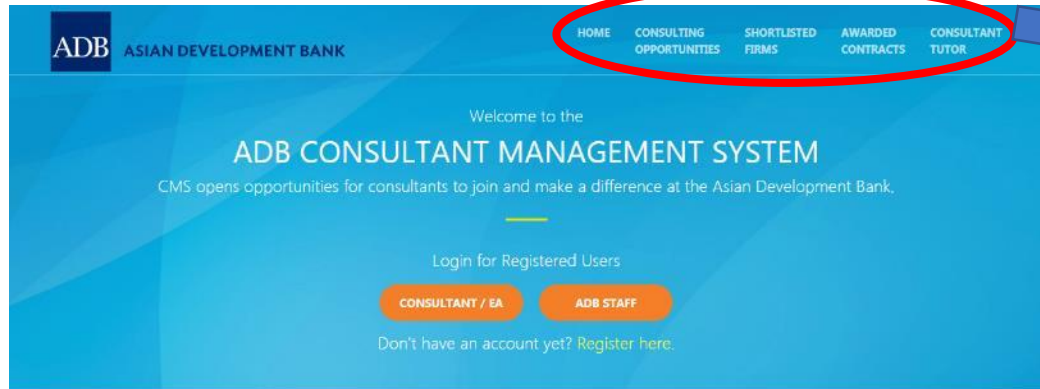 ADB ASIAN DEVELOPMENT BANK
HOME
CONSULTING
OPPORTUNITIES
SHORTLISTED
FIRMS
AWARDED
CONTRACTS
CONSULTANT
TUTOR
Welcome to the
ADB CONSULTANT MANAGEMENT SYSTEM
CMS opens opportunities for consultants to join and make a difference at the Asian Development Bank.
Login for Registered Users
CONSULTANT / EA
ADB STAFF
Don't have an account yet? Register here.